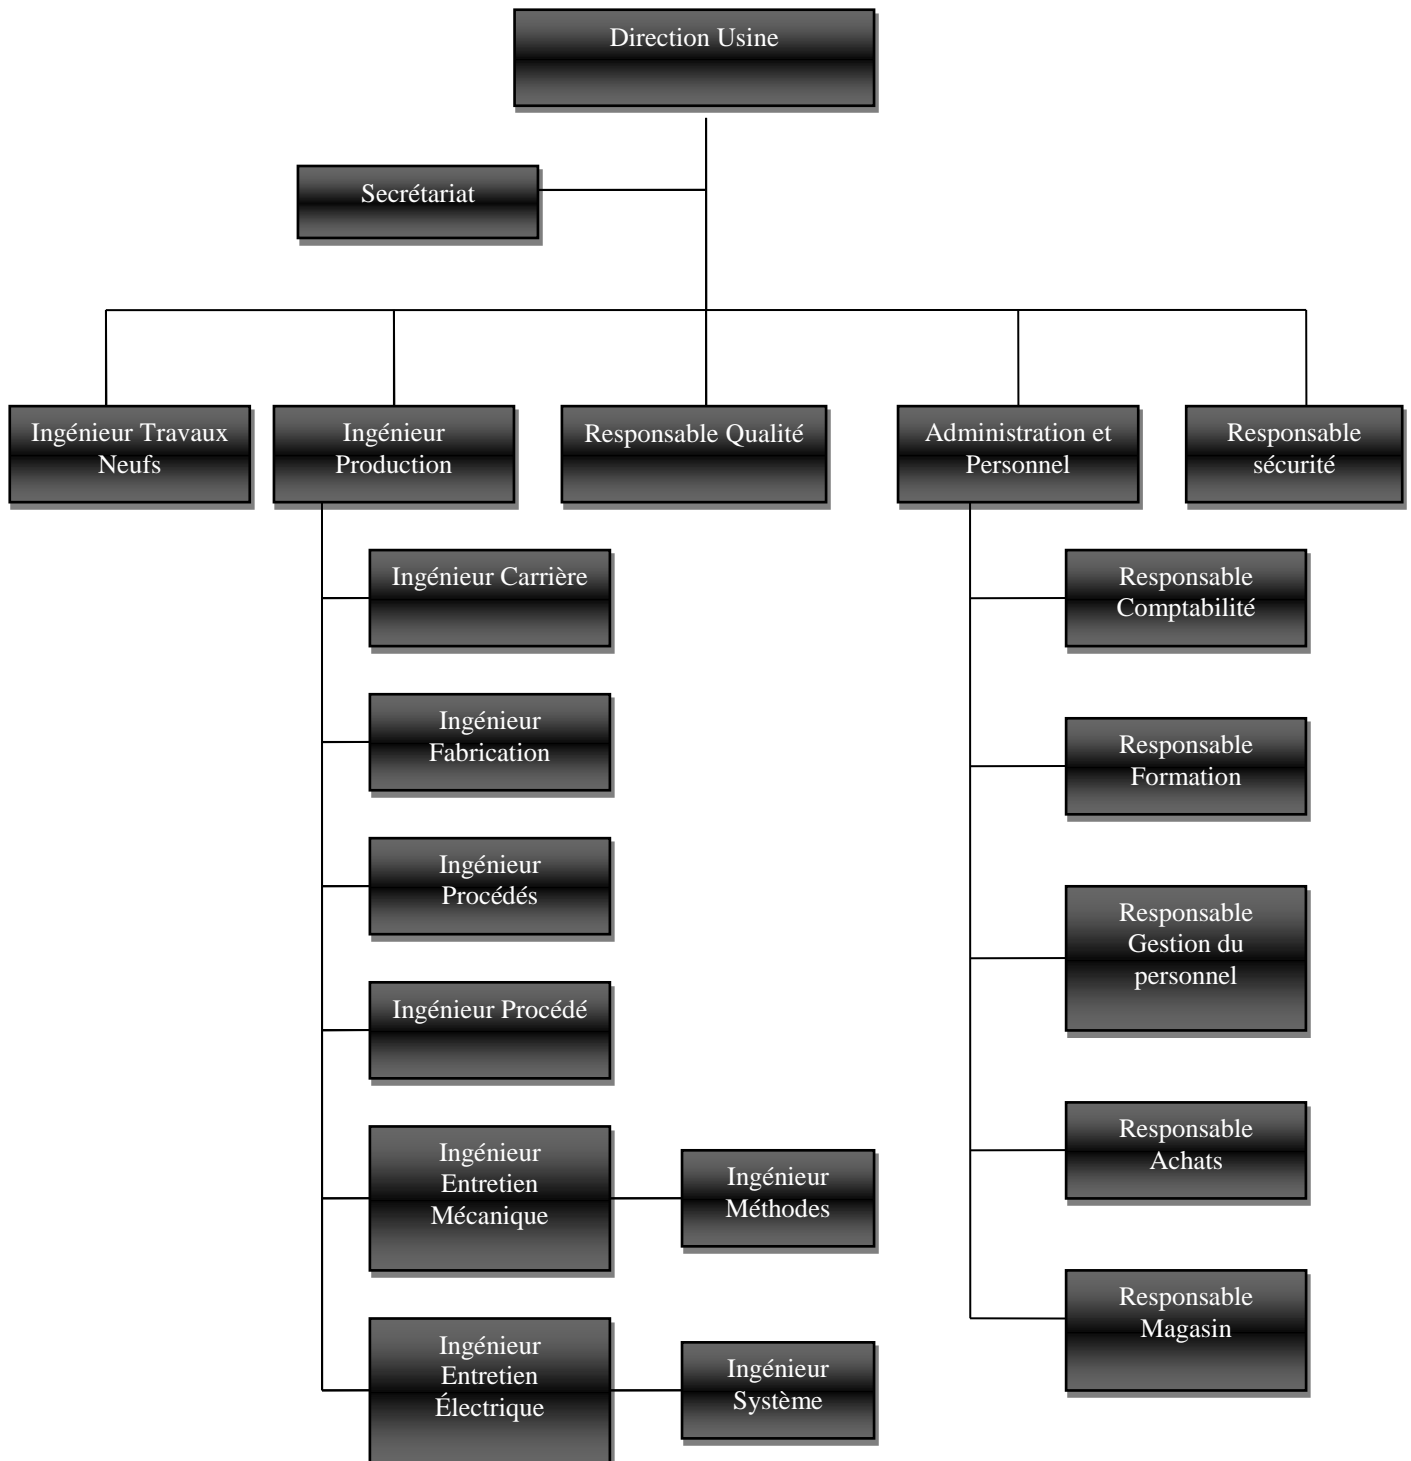 Direction Usine
Secrétariat
Ingénieur Travaux
Neufs
Ingénieur
Production
Responsable Qualité
Administration et
Personnel
Responsable
sécurité
Ingénieur Carrière
Ingénieur
Fabrication
Ingénieur
Procédés
Ingénieur Procédé
Ingénieur
Entretien
Mécanique
Ingénieur
Méthodes
Ingénieur
Entretien
Électrique
Ingénieur
Système
Responsable
Comptabilité
Responsable
Formation
Responsable
Gestion du
personnel
Responsable
Achats
Responsable
Magasin